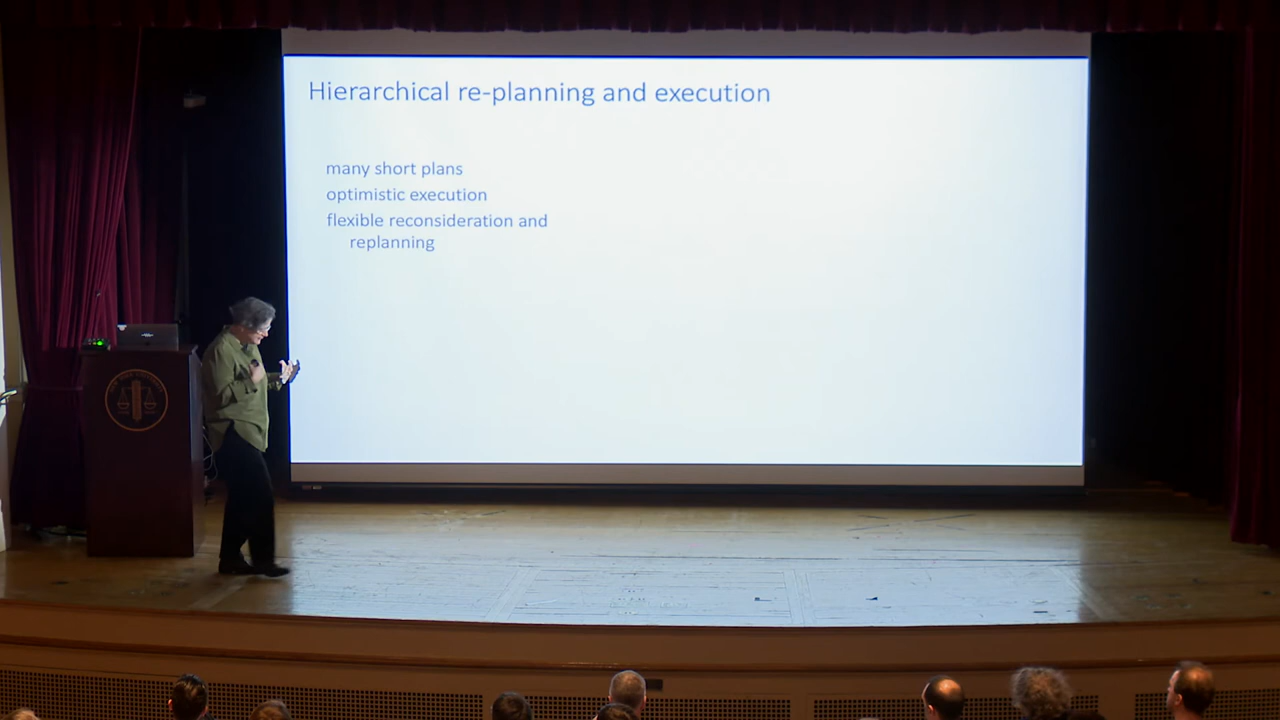 Hierarchical re-planning and execution
many short plans
optimistic execution
flexible reconsideration and
replanning